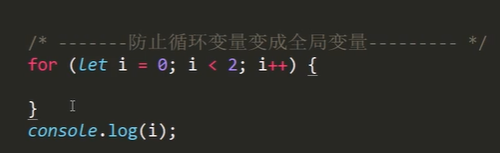 /* -------防止循环变量变成全局变量--------- */
for (let i = 0; i < 2; i++) {
}
console.log(i);